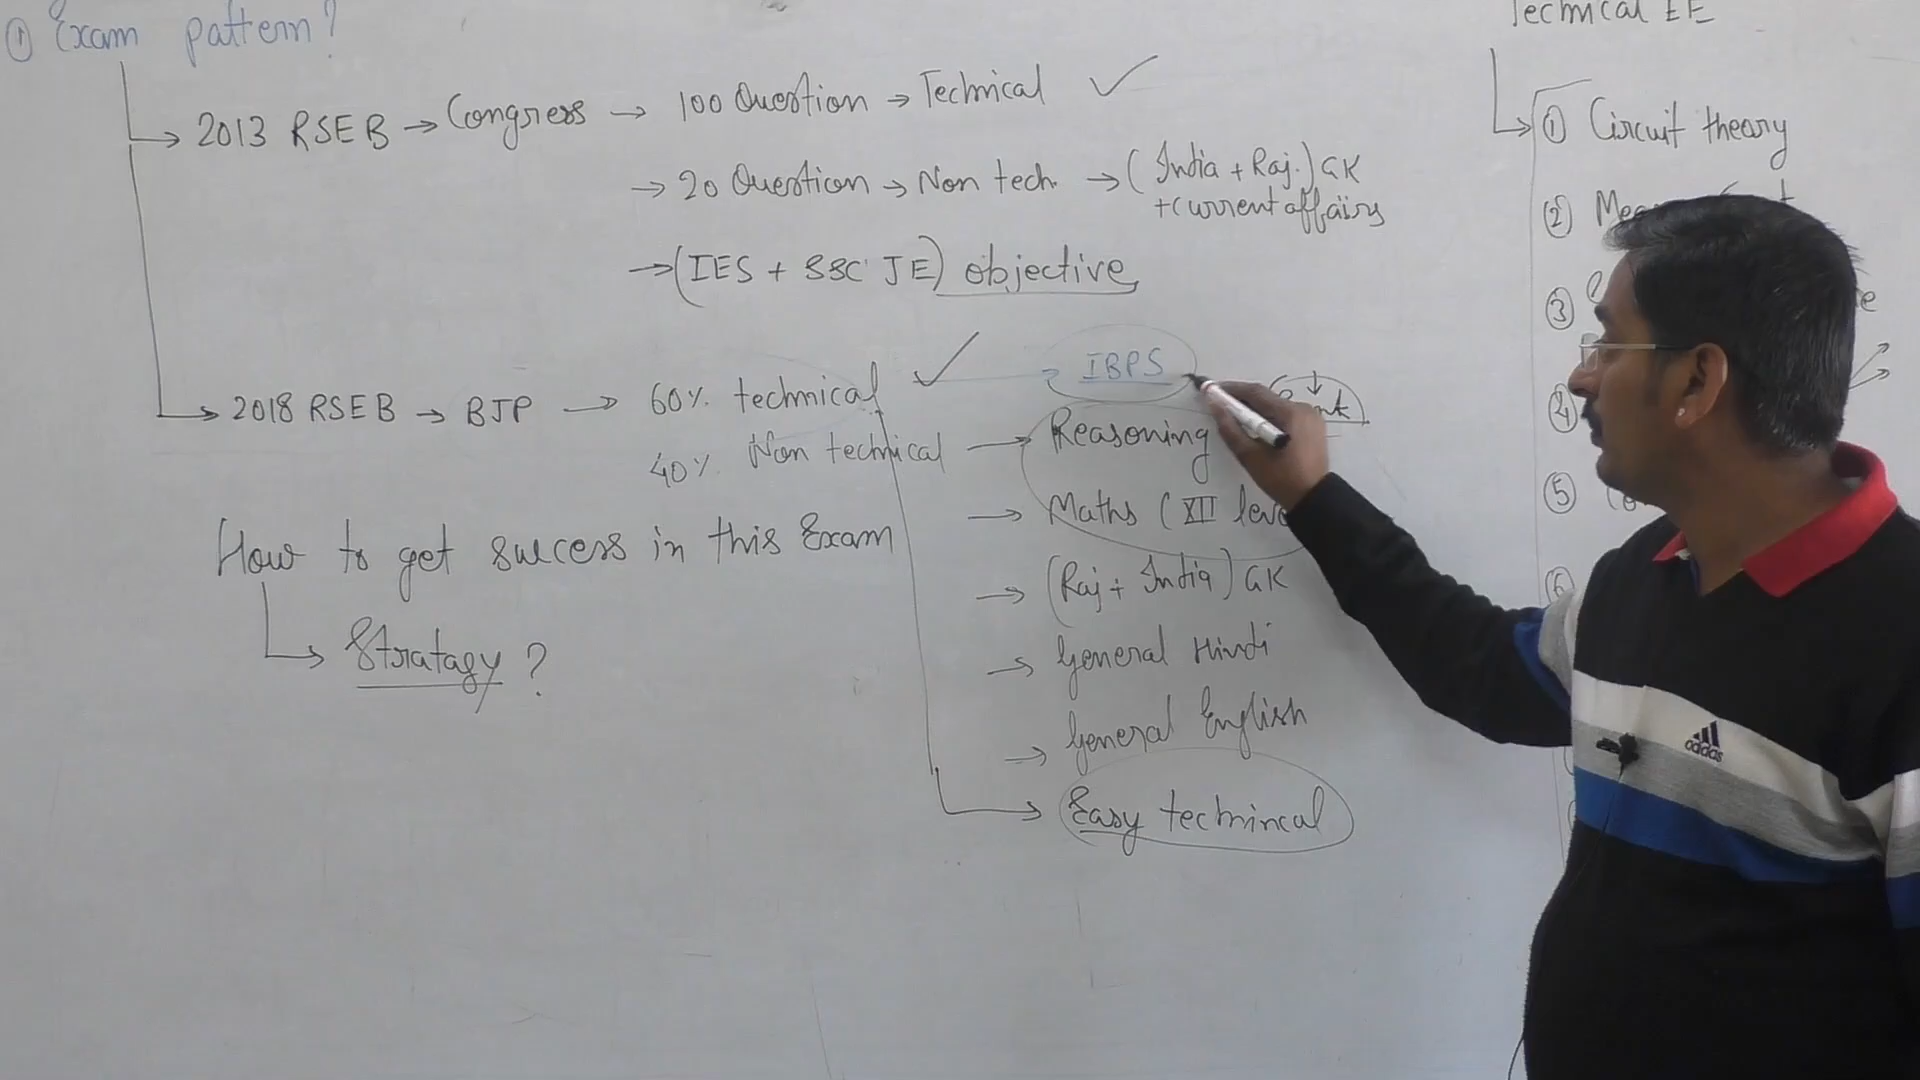 ① Exam pattern?
→ 2013 RSEB → Congress → 100 Question → Technical ✓
→ 20 Question → Non tech. → (India + Raj.) GK
+ Current affairs
→ (IES + SSC JE) objective
→ 2018 RSEB → BJP → 60% technical ✓
40% Non technical → Reasoning
IBPS
→ Maths (XII
→ (Raj + India) GK
→ General Hindi
→ General English
→ Easy technincal
How to get success in this Exam
→ Stratagy ?
Technical EE
→ ① Circuit theory
②
③
④
⑤
⑥
adidas